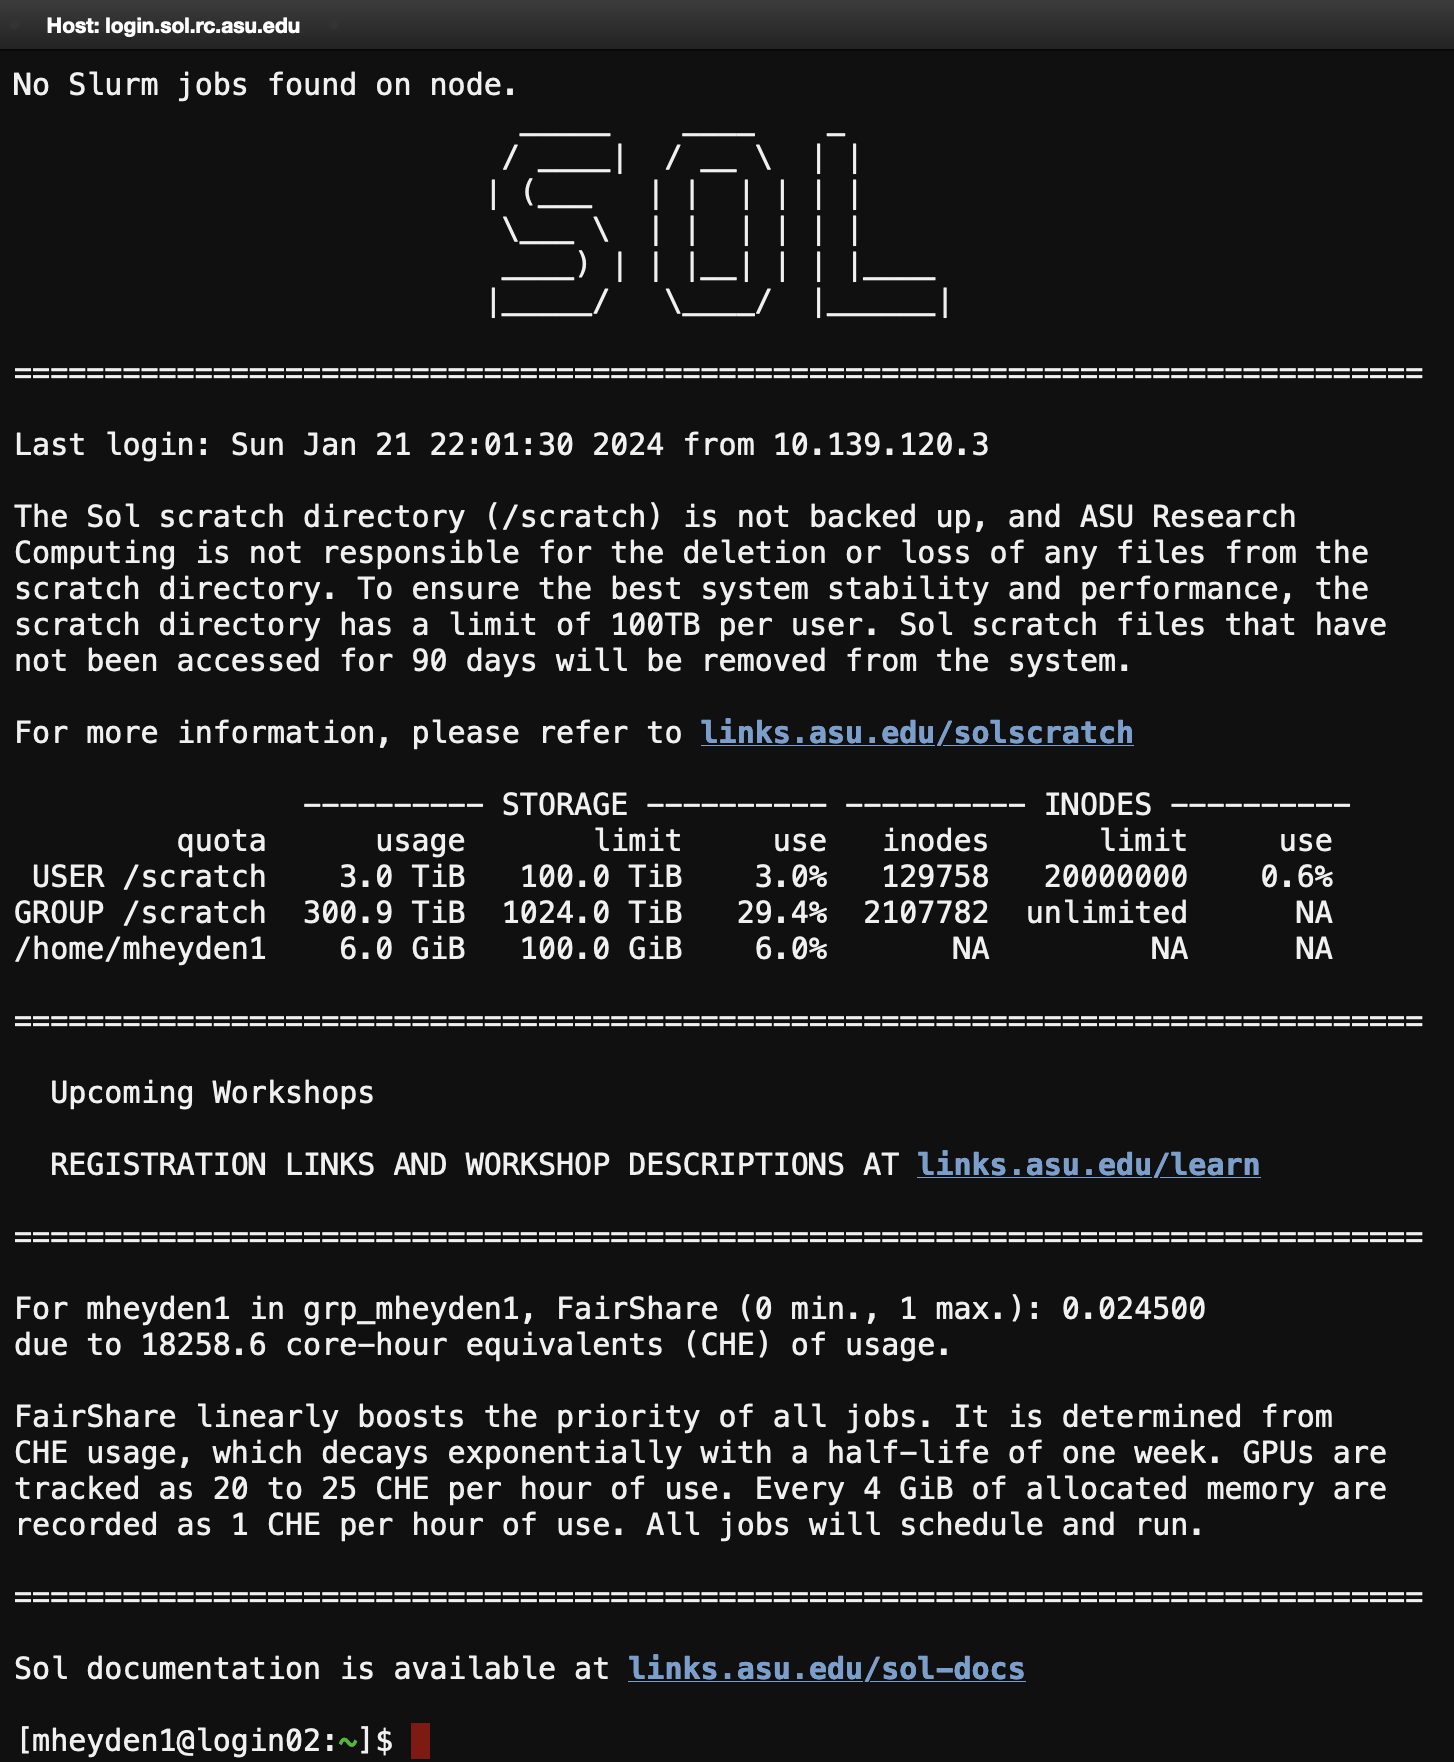 Host: login.sol.rc.asu.edu
No Slurm jobs found on node.
  _____    ____    _
 / ____|  / __ \  | |
| (___   | |  | | | |
 \___ \  | |  | | | |
 ____) | | |__| | | |____
|_____/   \____/  |______|
==============================================================================
Last login: Sun Jan 21 22:01:30 2024 from 10.139.120.3
The Sol scratch directory (/scratch) is not backed up, and ASU Research
Computing is not responsible for the deletion or loss of any files from the
scratch directory. To ensure the best system stability and performance, the
scratch directory has a limit of 100TB per user. Sol scratch files that have
not been accessed for 90 days will be removed from the system.
For more information, please refer to links.asu.edu/solscratch
                ---------- STORAGE ---------- ---------- INODES ----------
         quota      usage       limit     use   inodes      limit     use
 USER /scratch    3.0 TiB   100.0 TiB    3.0%   129758   20000000    0.6%
GROUP /scratch  300.9 TiB  1024.0 TiB   29.4%  2107782  unlimited      NA
/home/mheyden1    6.0 GiB   100.0 GiB    6.0%       NA         NA      NA
==============================================================================
Upcoming Workshops
REGISTRATION LINKS AND WORKSHOP DESCRIPTIONS AT links.asu.edu/learn
==============================================================================
For mheyden1 in grp_mheyden1, FairShare (0 min., 1 max.): 0.024500
due to 18258.6 core-hour equivalents (CHE) of usage.
FairShare linearly boosts the priority of all jobs. It is determined from
CHE usage, which decays exponentially with a half-life of one week. GPUs are
tracked as 20 to 25 CHE per hour of use. Every 4 GiB of allocated memory are
recorded as 1 CHE per hour of use. All jobs will schedule and run.
==============================================================================
Sol documentation is available at links.asu.edu/sol-docs
[mheyden1@login02:~]$